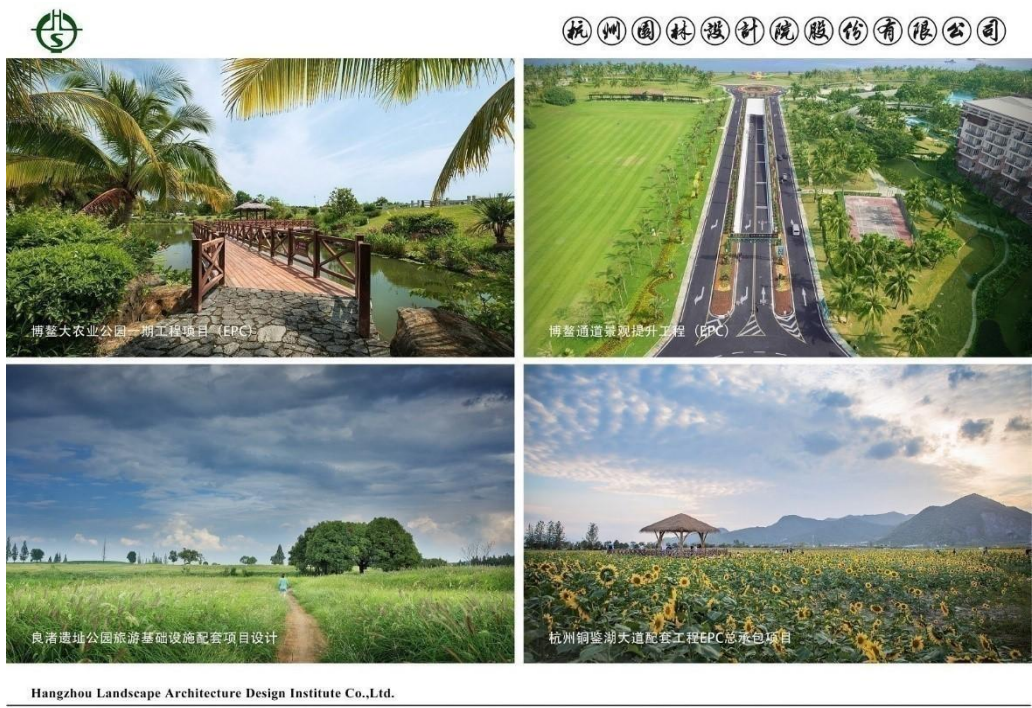 HS
杭州園林設計院股份有限公司
博鳌大农业公园一期工程项目（EPC）
博鳌通道景观提升工程（EPC）
良渚遗址公园旅游基础设施配套项目设计
杭州铜鉴湖大道配套工程EPC总承包项目
Hangzhou Landscape Architecture Design Institute Co.,Ltd.